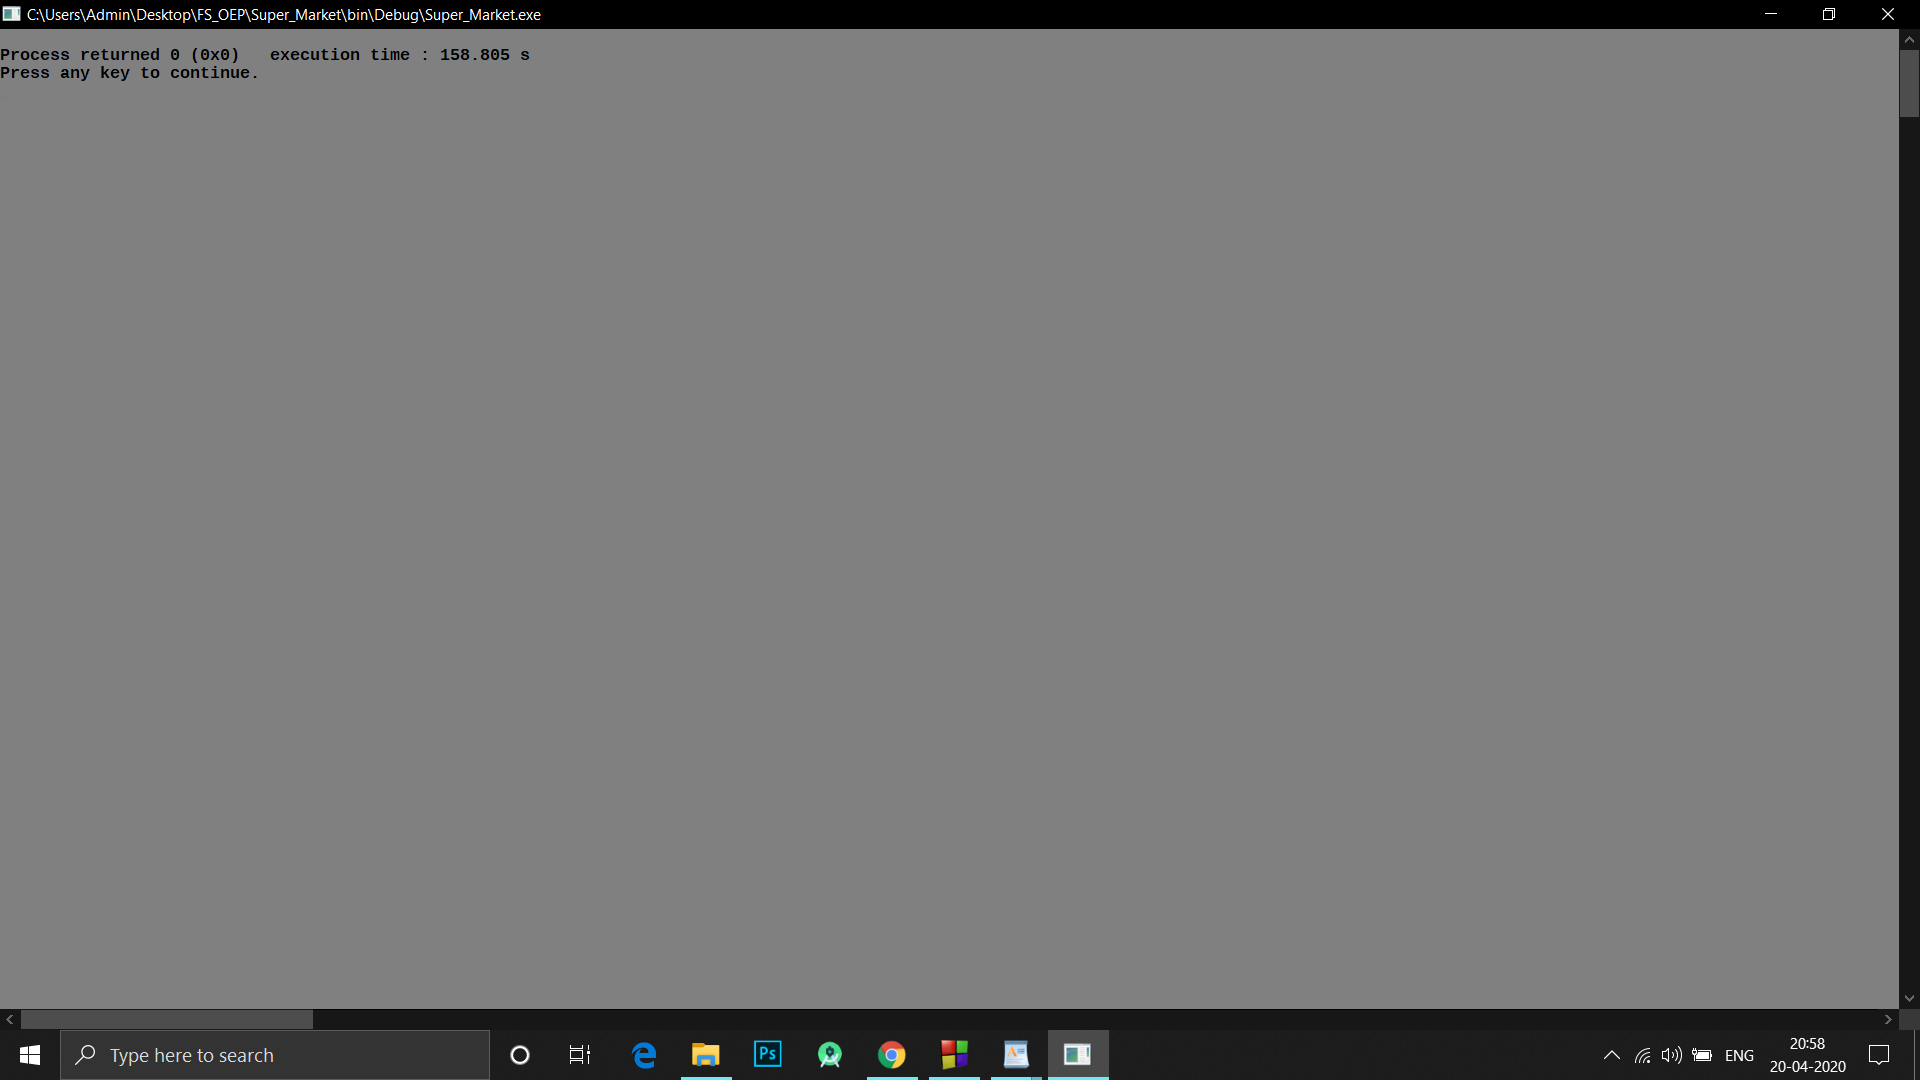 C:\Users\Admin\Desktop\FS_OEP\Super_Market\bin\Debug\Super_Market.exe
Process returned 0 (0x0)   execution time : 158.805 s
Press any key to continue.
Type here to search
Ps
ENG
20:58
20-04-2020